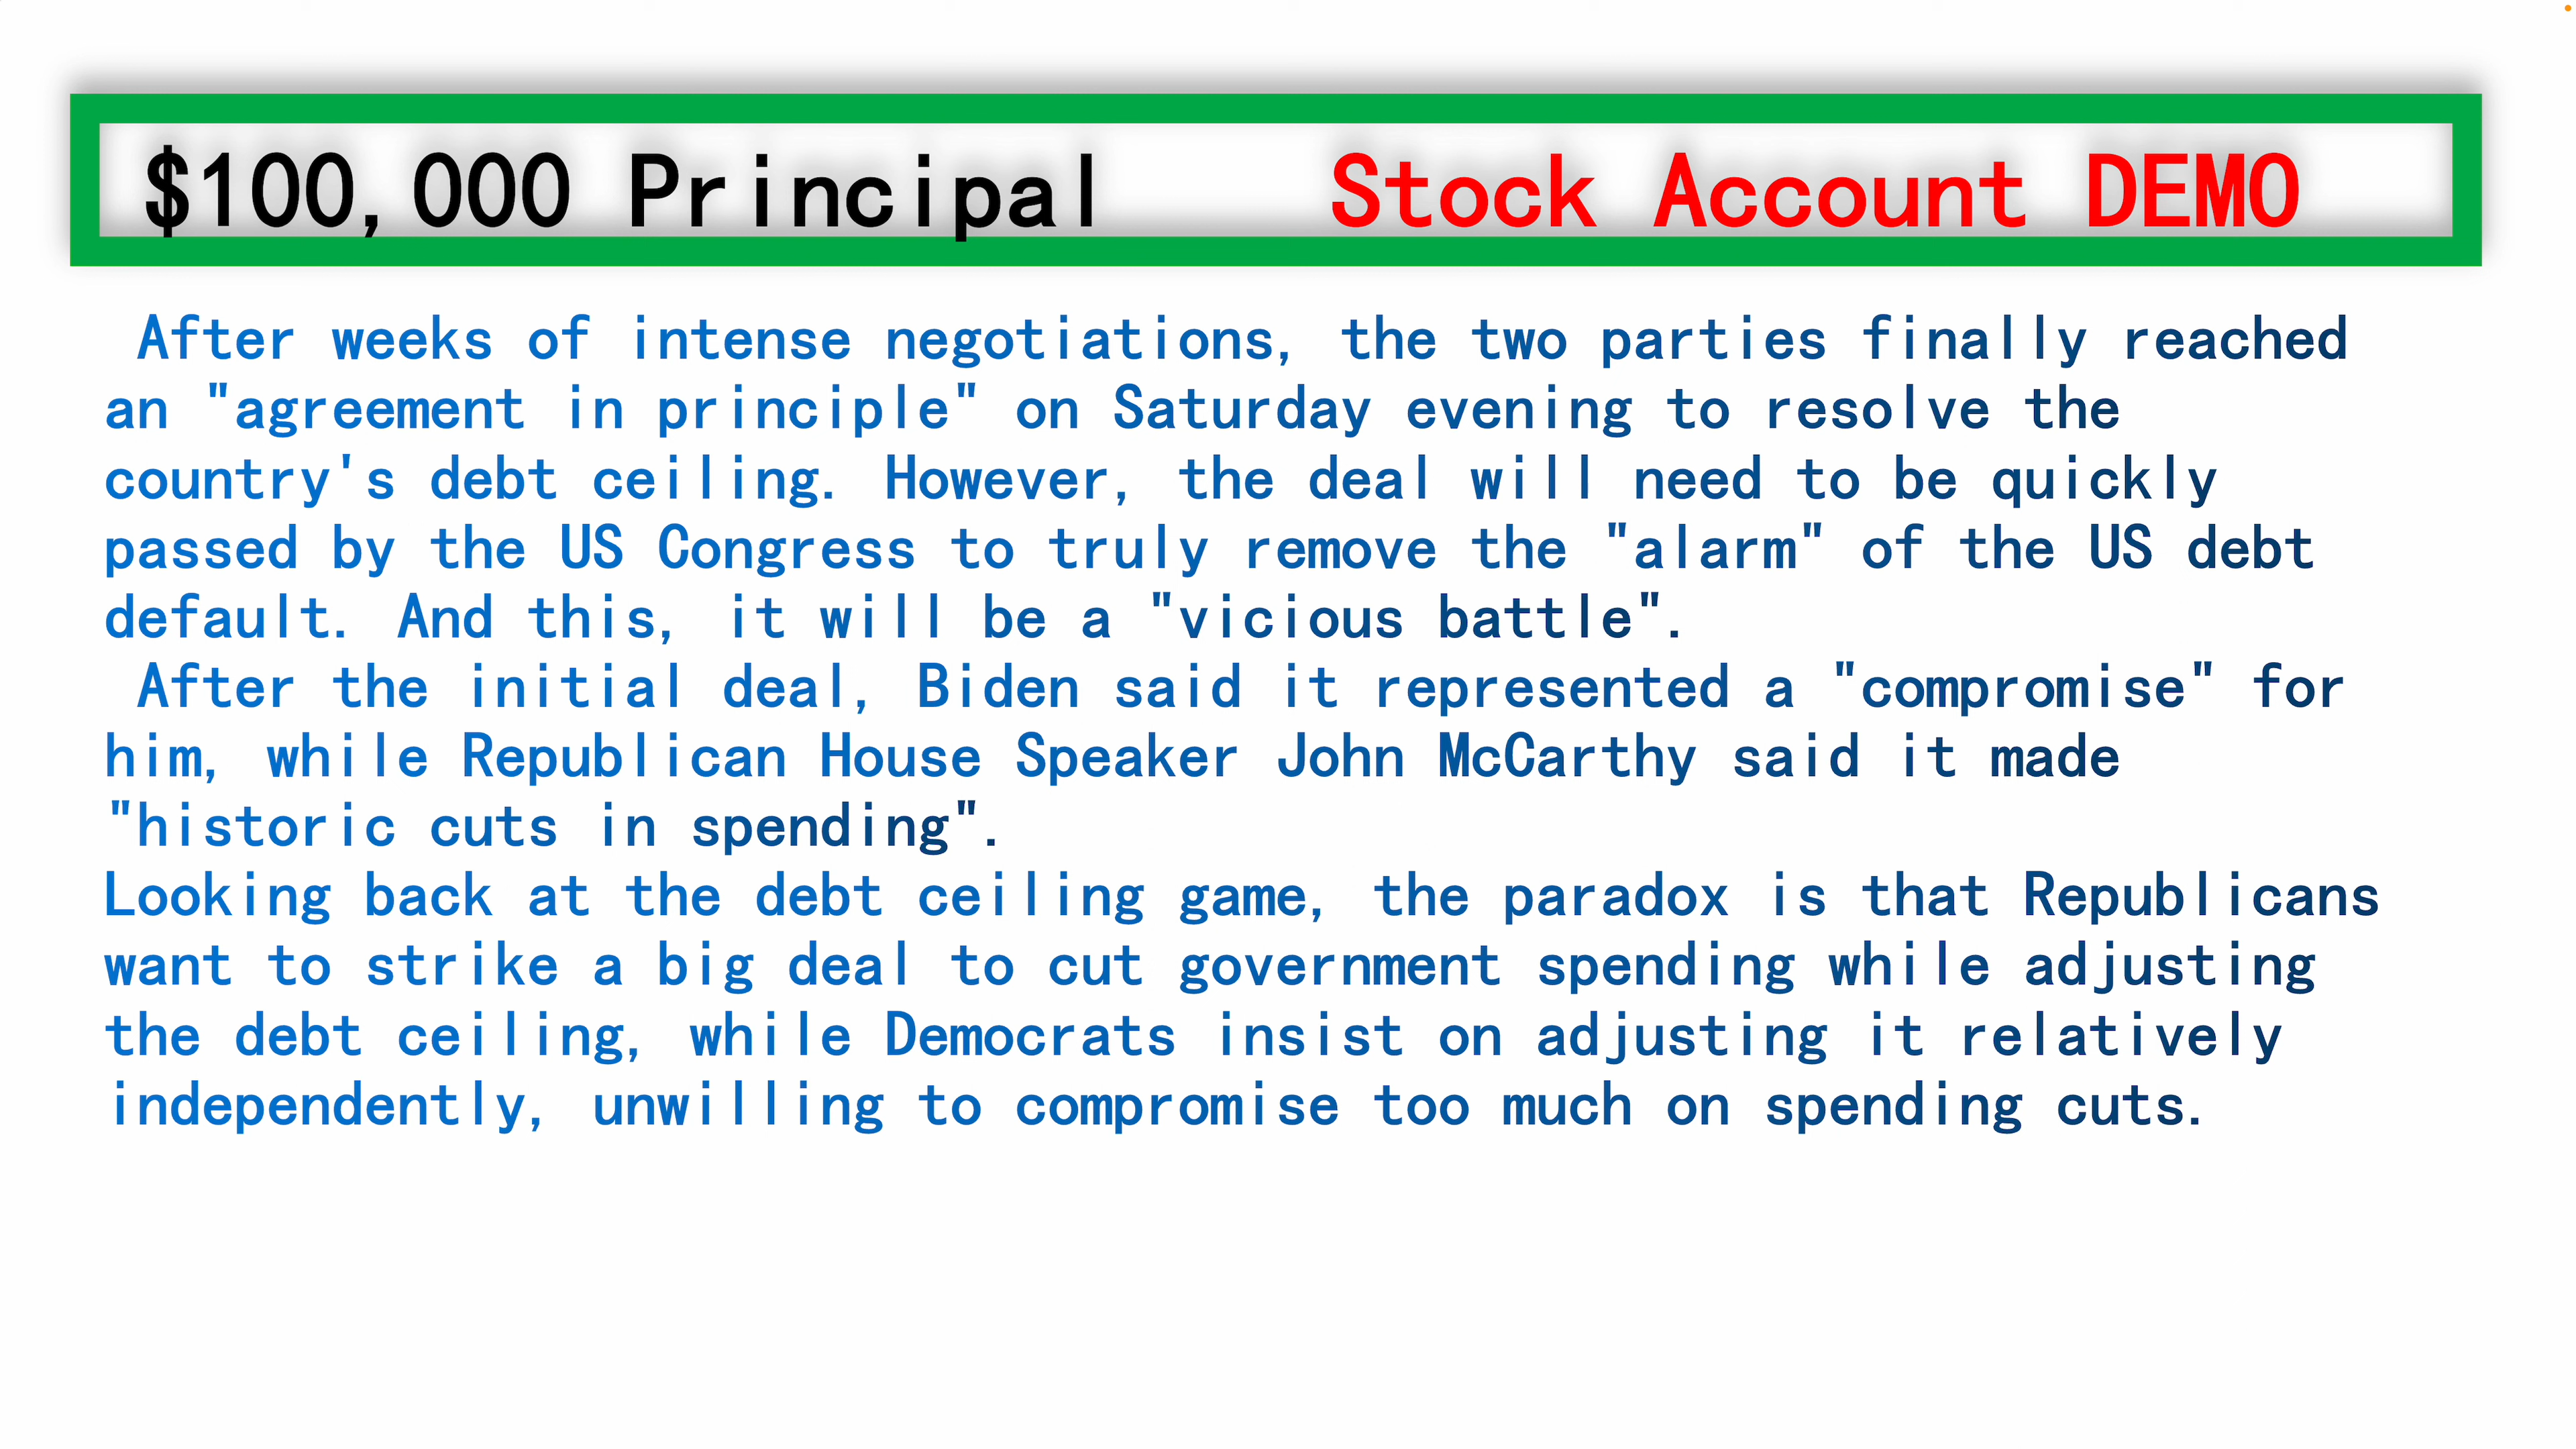 $100,000 Principal Stock Account DEMO
After weeks of intense negotiations, the two parties finally reached
an "agreement in principle" on Saturday evening to resolve the
country's debt ceiling. However, the deal will need to be quickly
passed by the US Congress to truly remove the "alarm" of the US debt
default. And this, it will be a "vicious battle".
After the initial deal, Biden said it represented a "compromise" for
him, while Republican House Speaker John McCarthy said it made
"historic cuts in spending".
Looking back at the debt ceiling game, the paradox is that Republicans
want to strike a big deal to cut government spending while adjusting
the debt ceiling, while Democrats insist on adjusting it relatively
independently, unwilling to compromise too much on spending cuts.